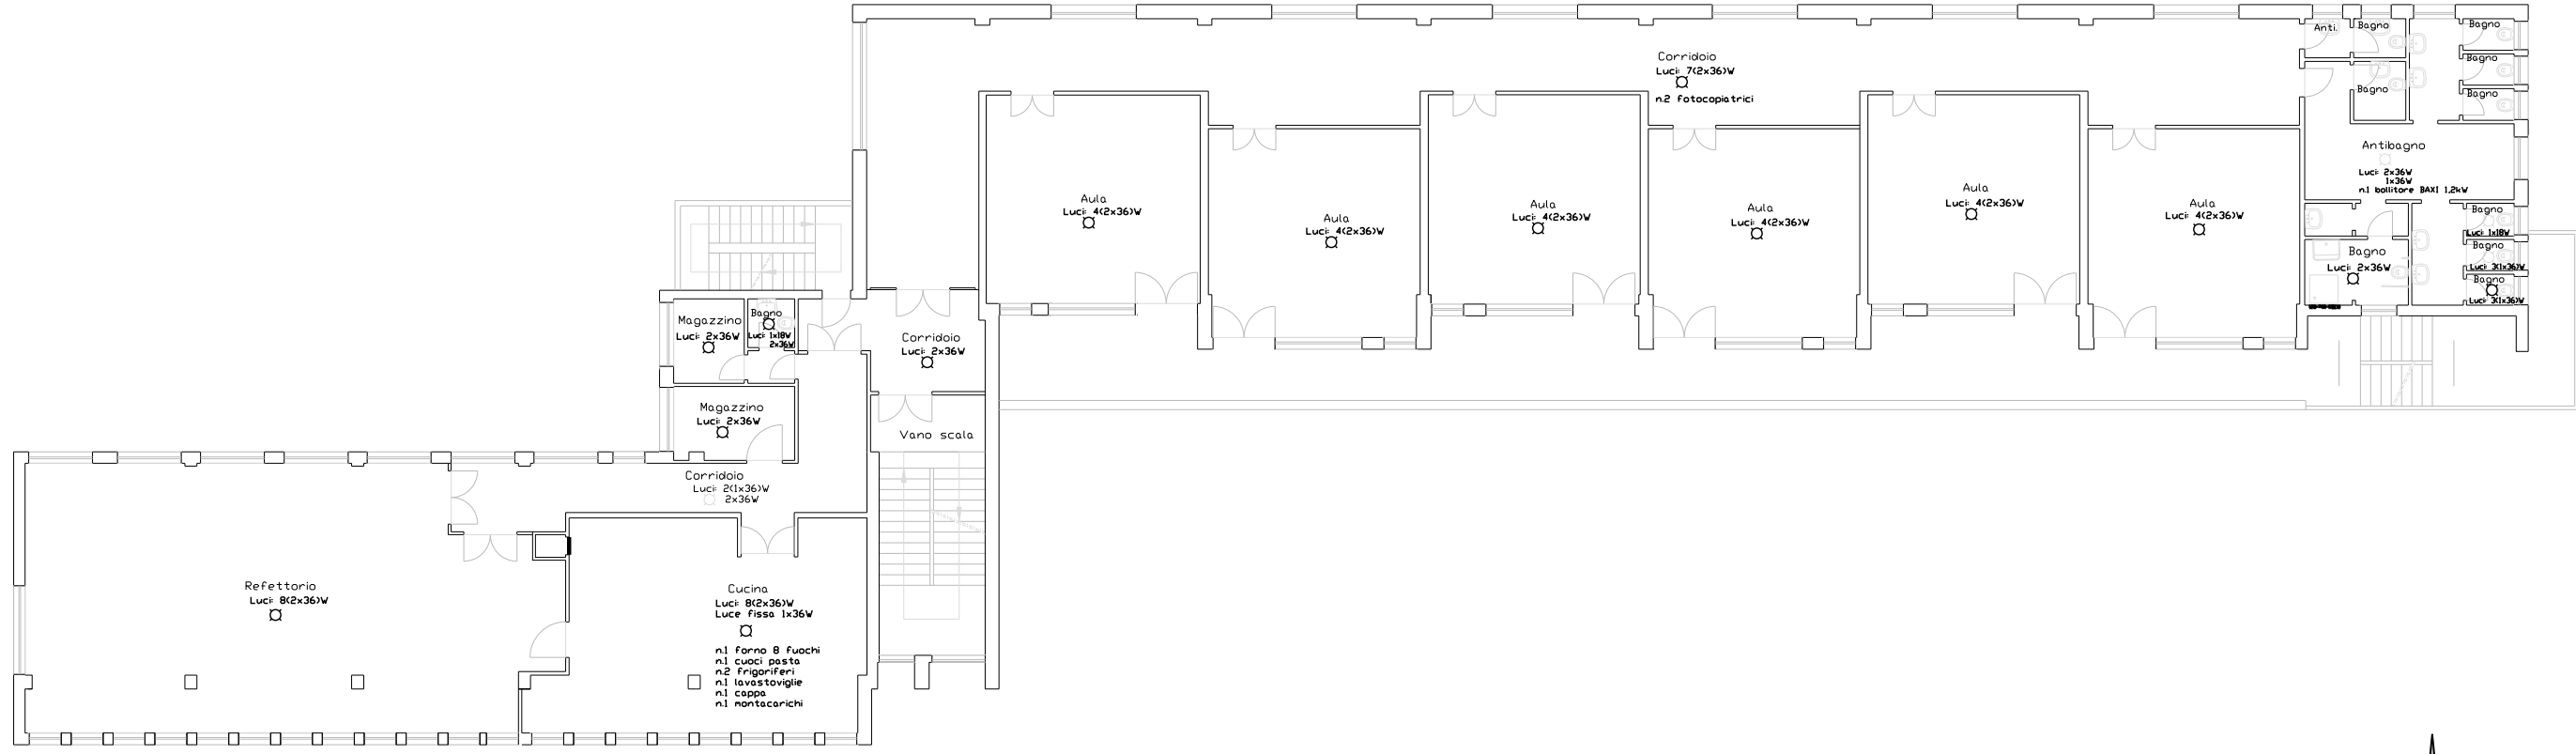 Anti.
Bagno
Bagno
Bagno
Bagno
Bagno
Corridoio
Luci: 7(2x36)W
n.2 fotocopiatrici
Antibagno
Luci: 2x36W
1x36W
n.1 bollitore BAXI 1,2kW
Aula
Luci: 4(2x36)W
Aula
Luci: 4(2x36)W
Aula
Luci: 4(2x36)W
Aula
Luci: 4(2x36)W
Aula
Luci: 4(2x36)W
Aula
Luci: 4(2x36)W
Bagno
Luci: 1x18W
Bagno
Luci: 3(1x36)W
Bagno
Luci: 3(1x36)W
Bagno
Luci: 2x36W
Magazzino
Luci: 2x36W
Bagno
Luci: 1x18W
2x36W
Corridoio
Luci: 2x36W
Magazzino
Luci: 2x36W
Vano scala
Corridoio
Luci: 2(1x36)W
2x36W
Refettorio
Luci: 8(2x36)W
Cucina
Luci: 8(2x36)W
Luce fissa 1x36W
n.1 forno 8 fuochi
n.1 cuoci pasta
n.2 frigoriferi
n.1 lavastoviglie
n.1 cappa
n.1 montacarichi